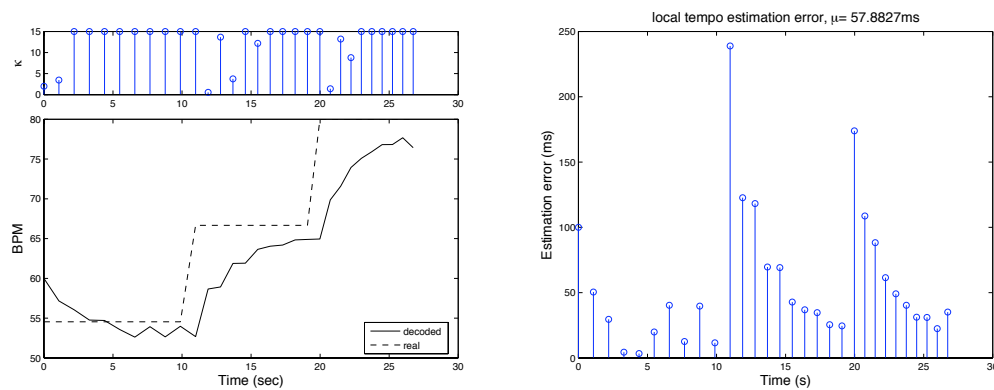 15
10
5
0
κ
0 5 10 15 20 25 30
80
75
70
65
60
55
50
BPM
decoded
real
0 5 10 15 20 25 30
Time (sec)
local tempo estimation error, μ= 57.8827ms
250
200
150
100
50
0
Estimation error (ms)
0 5 10 15 20 25 30
Time (s)